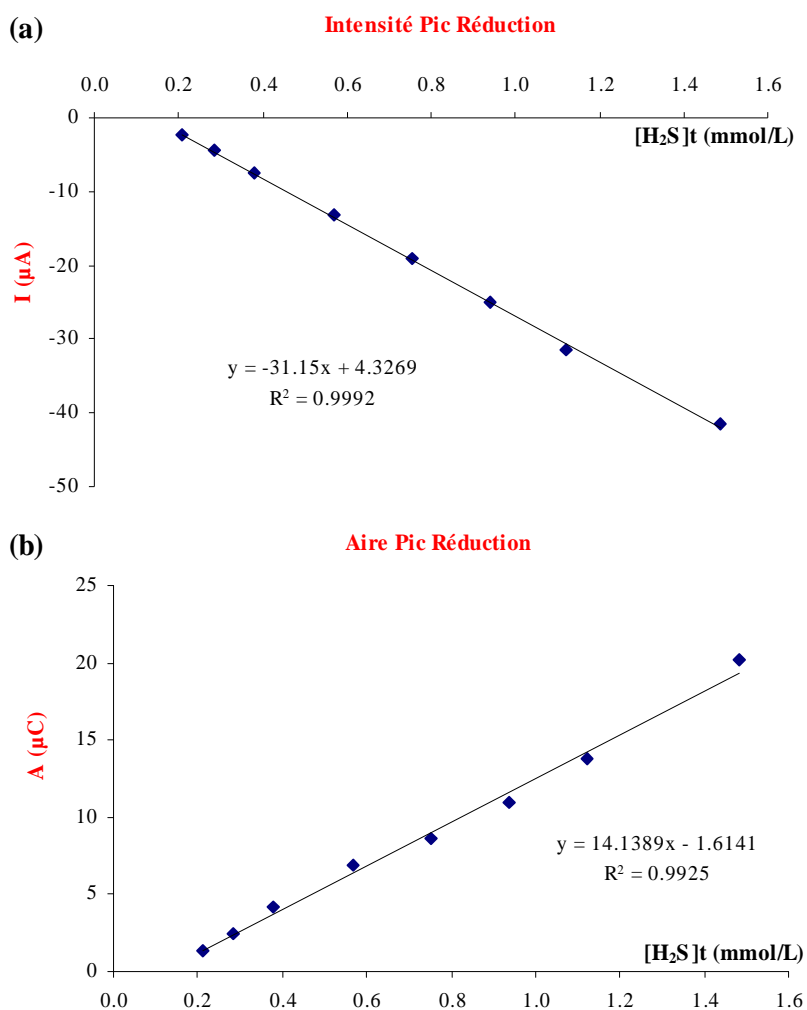 (a)
Intensité Pic Réduction
0.0 0.2 0.4 0.6 0.8 1.0 1.2 1.4 1.6
0
[H₂S]t (mmol/L)
-10
-20
I (µA)
-30
y = -31.15x + 4.3269
R² = 0.9992
-40
-50
(b)
Aire Pic Réduction
25
20
15
A (µC)
10
y = 14.1389x - 1.6141
R² = 0.9925
5
[H₂S]t (mmol/L)
0
0.0 0.2 0.4 0.6 0.8 1.0 1.2 1.4 1.6